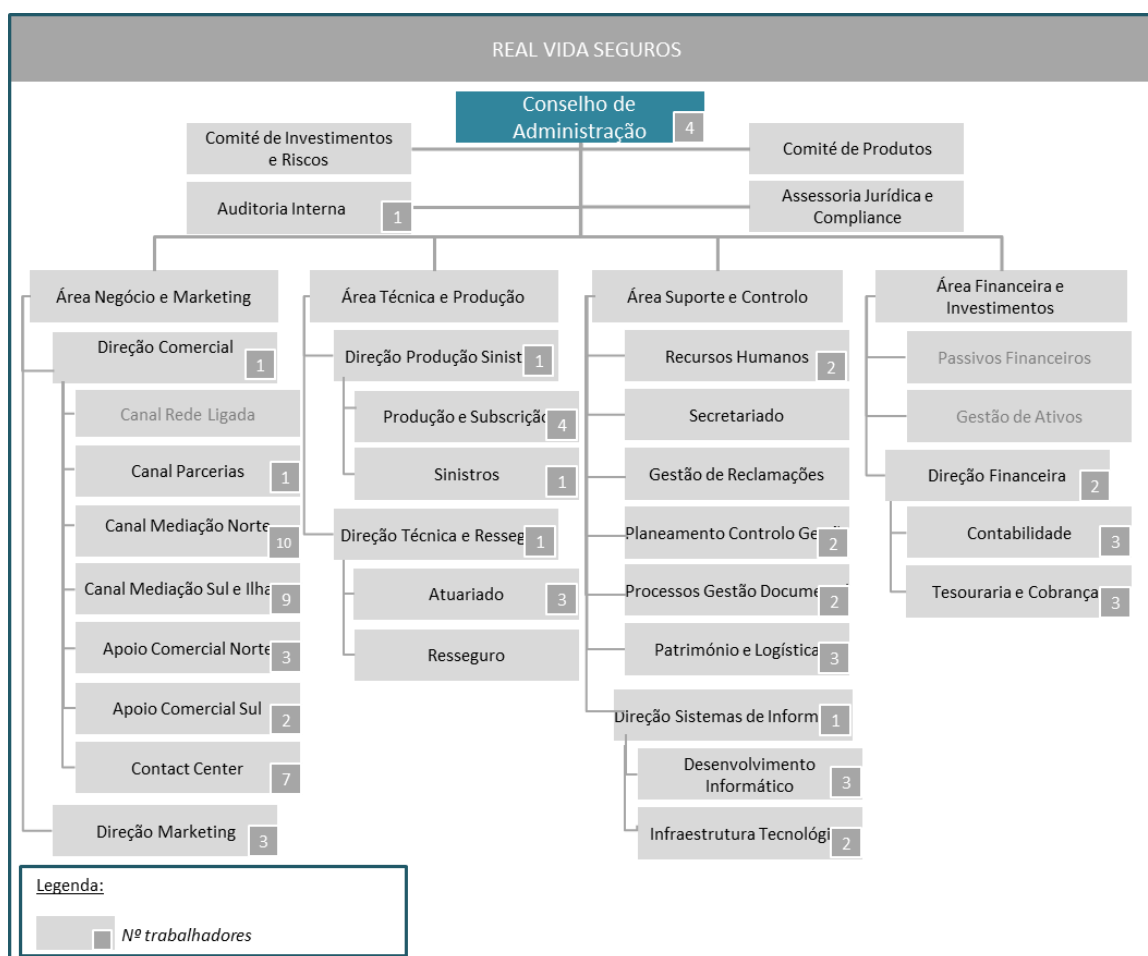 REAL VIDA SEGUROS
Conselho de
Administração
4
Comité de Investimentos
e Riscos
Comité de Produtos
Auditoria Interna
1
Assessoria Jurídica e
Compliance
Área Negócio e Marketing
Direção Comercial
1
Canal Rede Ligada
Canal Parcerias
1
Canal Mediação Norte
10
Canal Mediação Sul e Ilha
9
Apoio Comercial Norte
3
Apoio Comercial Sul
2
Contact Center
7
Direção Marketing
3
Área Técnica e Produção
Direção Produção Sinist
1
Produção e Subscrição
4
Sinistros
1
Direção Técnica e Resseg
1
Atuariado
3
Resseguro
Área Suporte e Controlo
Recursos Humanos
2
Secretariado
Gestão de Reclamações
Planeamento Controlo Ge
2
Processos Gestão Docume
2
Património e Logística
3
Direção Sistemas de Inform
1
Desenvolvimento
Informático
3
Infraestrutura Tecnológi
2
Área Financeira e
Investimentos
Passivos Financeiros
Gestão de Ativos
Direção Financeira
2
Contabilidade
3
Tesouraria e Cobrança
3
Legenda:
Nº trabalhadores